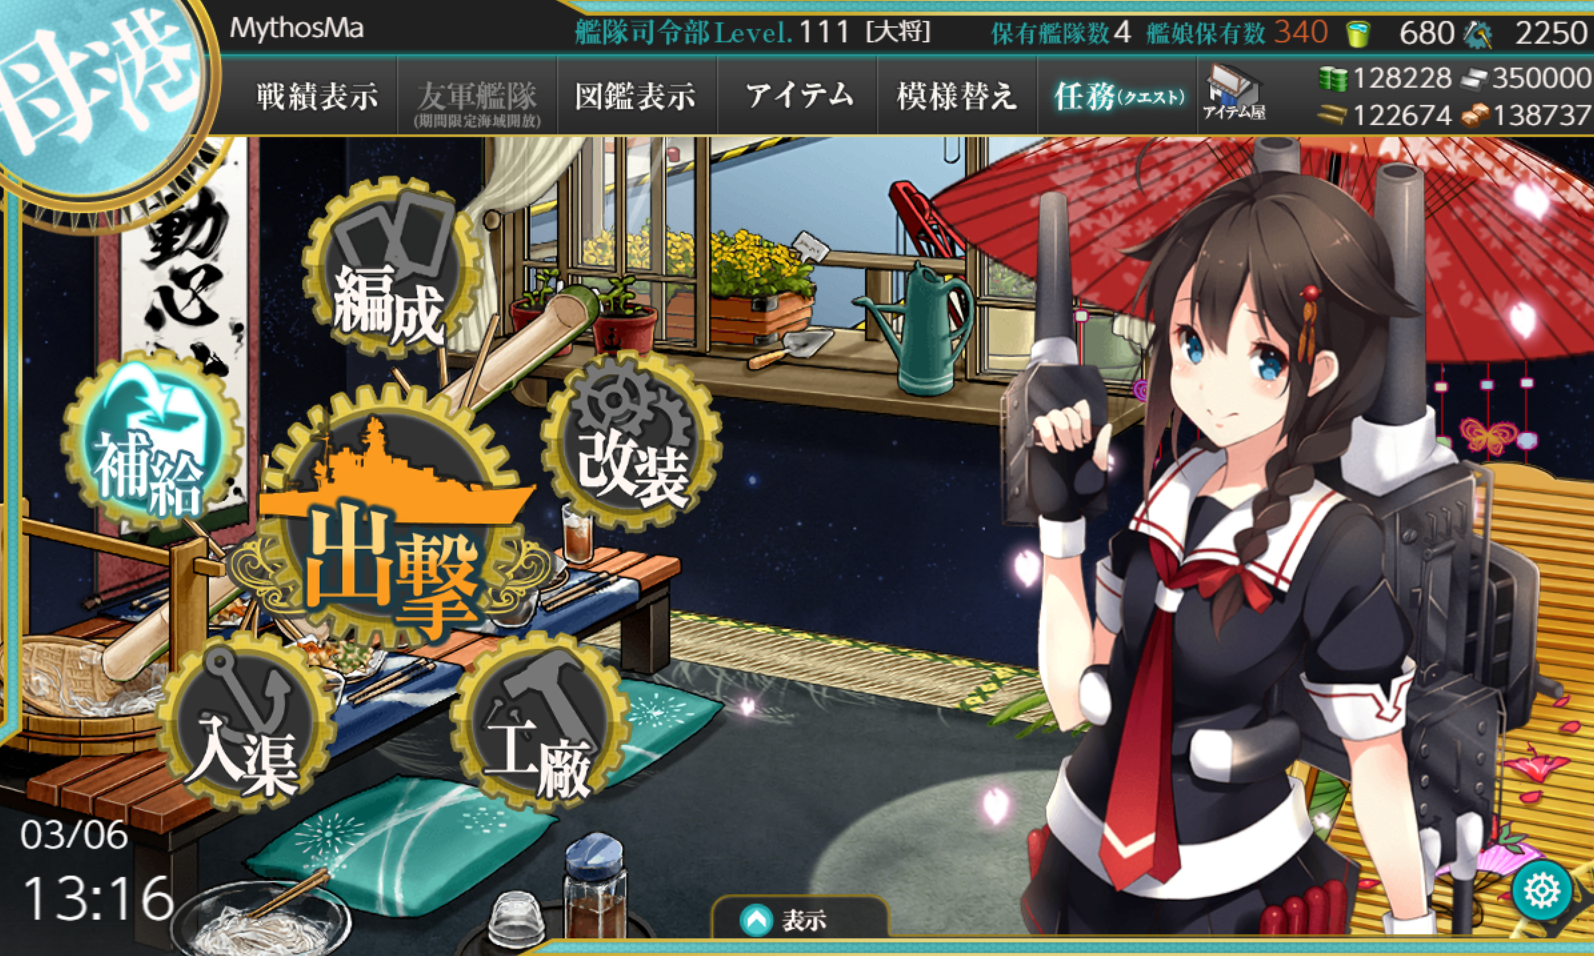 母港
MythosMa
艦隊司令部Level.111 [大将]
保有艦隊数4 艦娘保有数 340
680
2250
戦績表示
友軍艦隊
(期間限定海域開放)
図鑑表示
アイテム
模様替え
任務(クエスト)
アイテム屋
128228
350000
122674
138737
動心
編成
補給
出撃
改装
入渠
工廠
03/06
13:16
表示